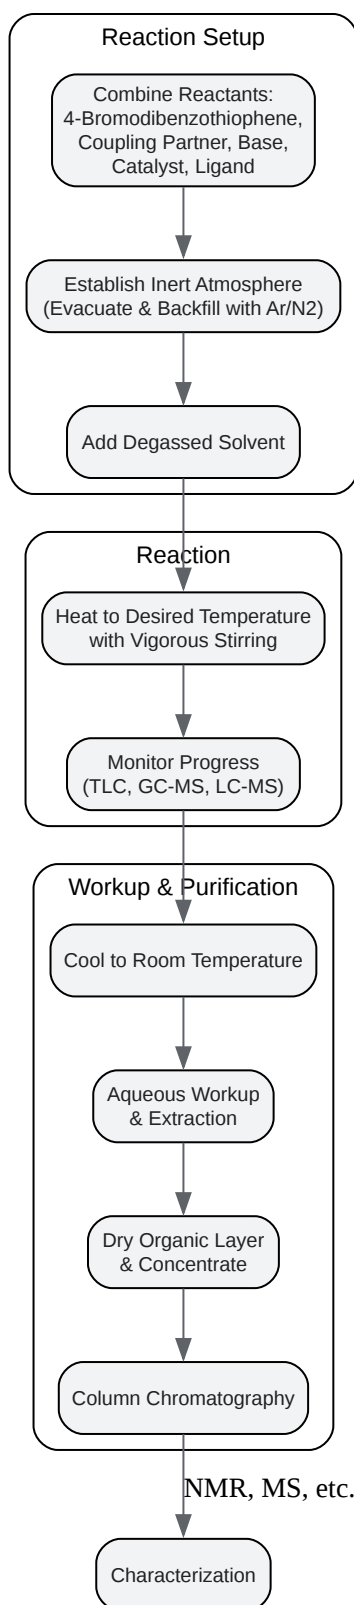 Reaction Setup
Combine Reactants:
4-Bromodibenzothiophene,
Coupling Partner, Base,
Catalyst, Ligand
Establish Inert Atmosphere
(Evacuate & Backfill with Ar/N2)
Add Degassed Solvent
Reaction
Heat to Desired Temperature
with Vigorous Stirring
Monitor Progress
(TLC, GC-MS, LC-MS)
Workup & Purification
Cool to Room Temperature
Aqueous Workup
& Extraction
Dry Organic Layer
& Concentrate
Column Chromatography
NMR, MS, etc.
Characterization